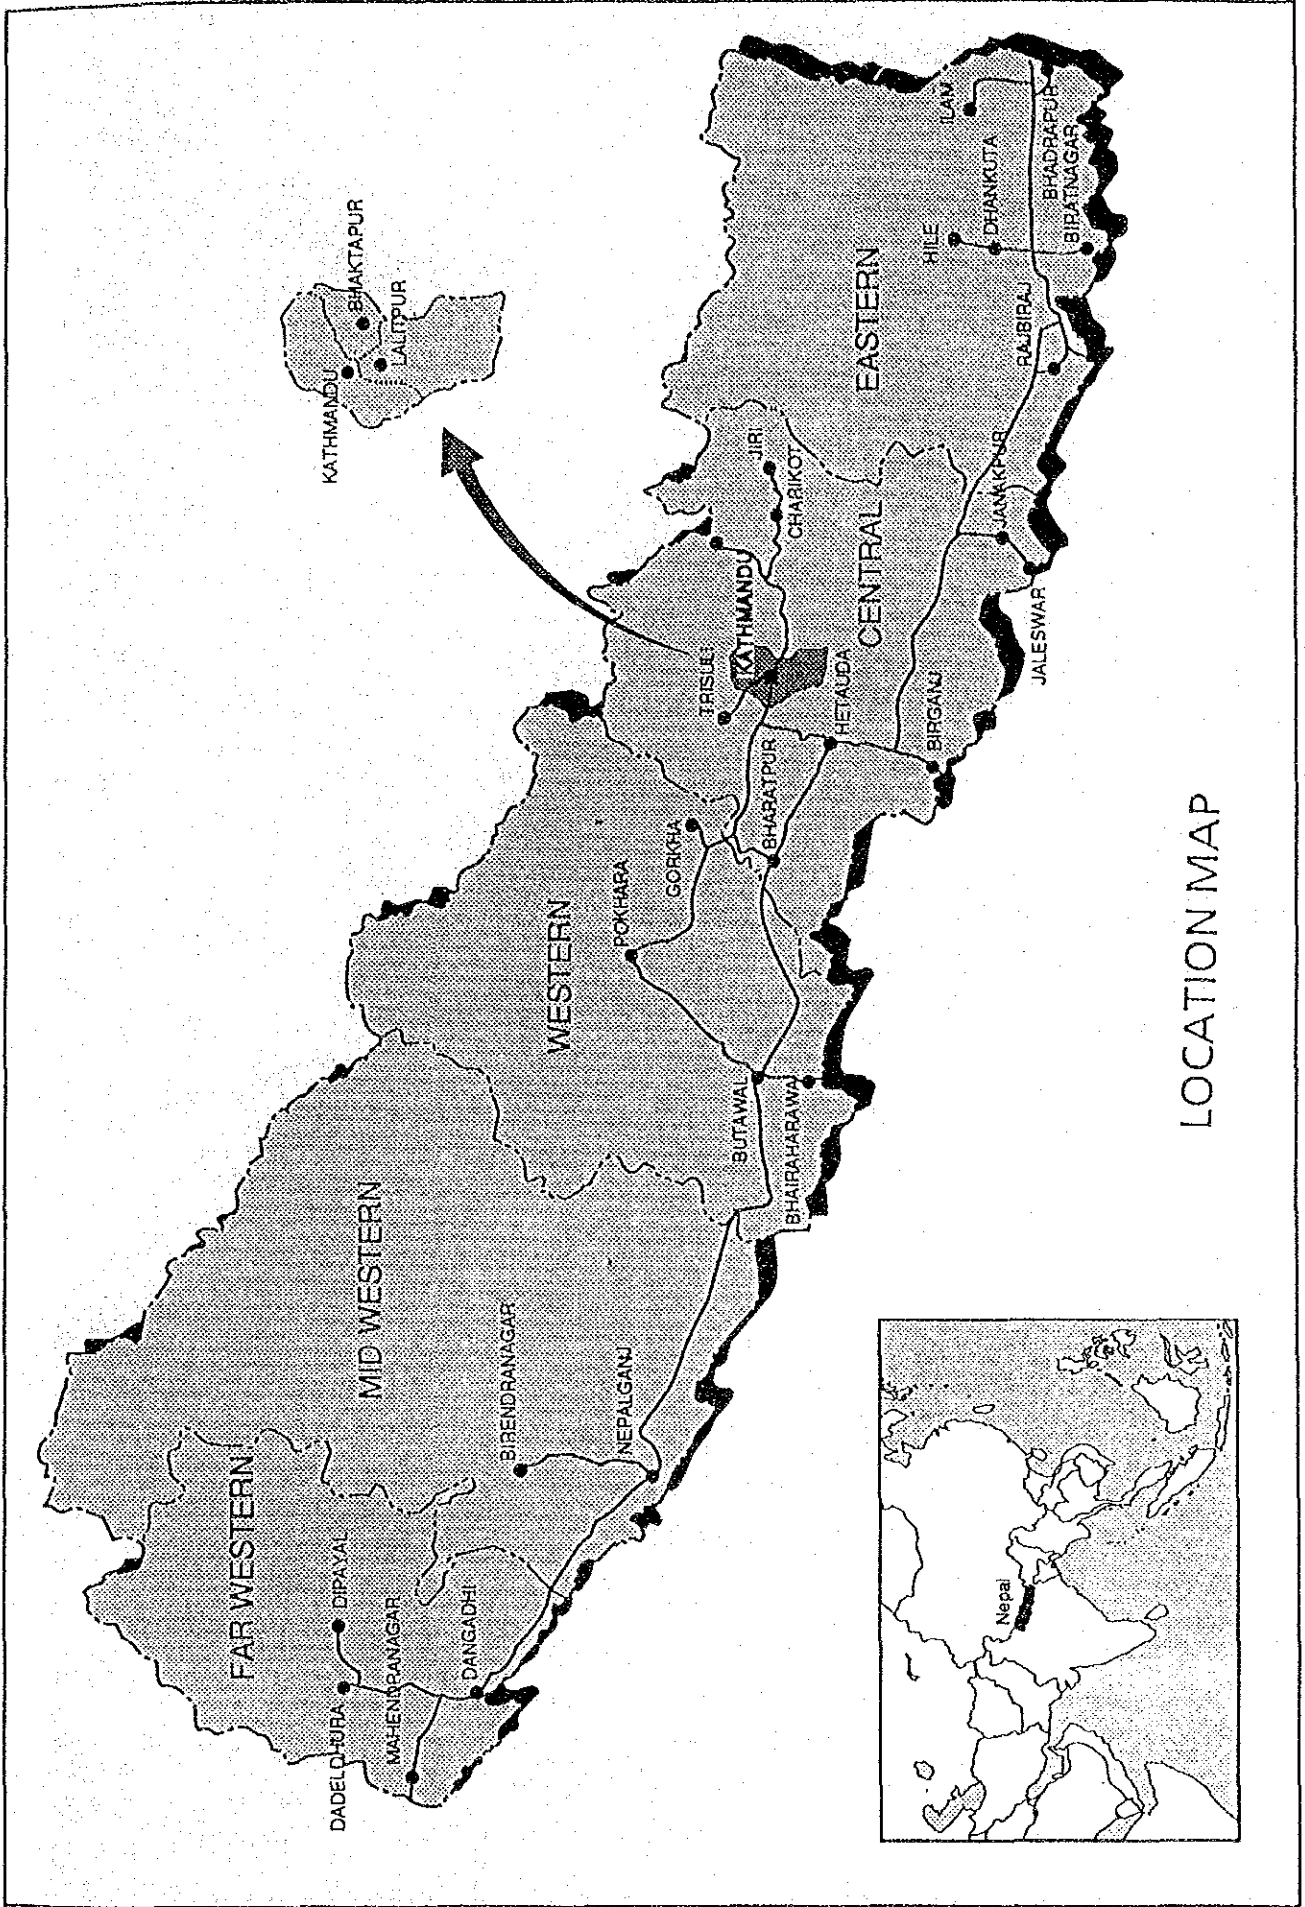 KATHMANDU
BHAKTAPUR
LALITPUR
FAR WESTERN
DIPAYAL
DADELDHURA
MAHENDRANAGAR
DANGADHI
MID WESTERN
BIRENDRANAGAR
NEPALGANJ
WESTERN
POKHARA
GORKHA
BUTAWAL
BHAIRAHARAWA
BHARATPUR
TRISULI
KATHMANDU
HETAUDA
BIRGANJ
CENTRAL
JIRI
CHARIKOT
JANAKPUR
JALESWAR
EASTERN
RAJBIRAJ
HILE
DHANKUTA
BIRATNAGAR
ILAM
BHADRAPUR
Nepal
LOCATION MAP